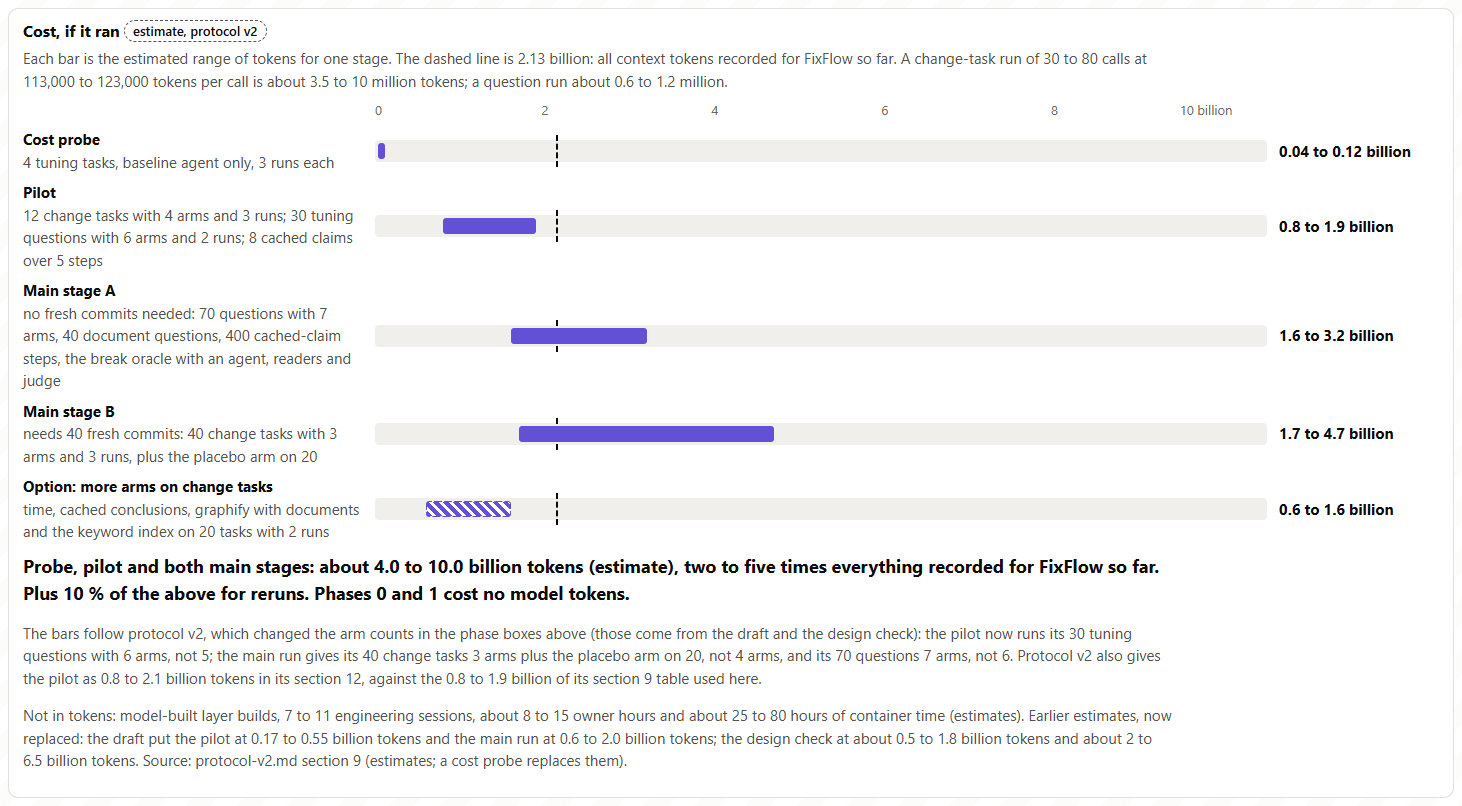 Cost, if it ran estimate, protocol v2
Each bar is the estimated range of tokens for one stage. The dashed line is 2.13 billion: all context tokens recorded for FixFlow so far. A change-task run of 30 to 80 calls at
113,000 to 123,000 tokens per call is about 3.5 to 10 million tokens; a question run about 0.6 to 1.2 million.
0 2 4 6 8 10 billion
Cost probe
4 tuning tasks, baseline agent only, 3 runs each
0.04 to 0.12 billion
Pilot
12 change tasks with 4 arms and 3 runs; 30 tuning
questions with 6 arms and 2 runs; 8 cached claims
over 5 steps
0.8 to 1.9 billion
Main stage A
no fresh commits needed: 70 questions with 7
arms, 40 document questions, 400 cached-claim
steps, the break oracle with an agent, readers and
judge
1.6 to 3.2 billion
Main stage B
needs 40 fresh commits: 40 change tasks with 3
arms and 3 runs, plus the placebo arm on 20
1.7 to 4.7 billion
Option: more arms on change tasks
time, cached conclusions, graphify with documents
and the keyword index on 20 tasks with 2 runs
0.6 to 1.6 billion
Probe, pilot and both main stages: about 4.0 to 10.0 billion tokens (estimate), two to five times everything recorded for FixFlow so far.
Plus 10 % of the above for reruns. Phases 0 and 1 cost no model tokens.
The bars follow protocol v2, which changed the arm counts in the phase boxes above (those come from the draft and the design check): the pilot now runs its 30 tuning
questions with 6 arms, not 5; the main run gives its 40 change tasks 3 arms plus the placebo arm on 20, not 4 arms, and its 70 questions 7 arms, not 6. Protocol v2 also gives
the pilot as 0.8 to 2.1 billion tokens in its section 12, against the 0.8 to 1.9 billion of its section 9 table used here.
Not in tokens: model-built layer builds, 7 to 11 engineering sessions, about 8 to 15 owner hours and about 25 to 80 hours of container time (estimates). Earlier estimates, now
replaced: the draft put the pilot at 0.17 to 0.55 billion tokens and the main run at 0.6 to 2.0 billion tokens; the design check at about 0.5 to 1.8 billion tokens and about 2 to
6.5 billion tokens. Source: protocol-v2.md section 9 (estimates; a cost probe replaces them).